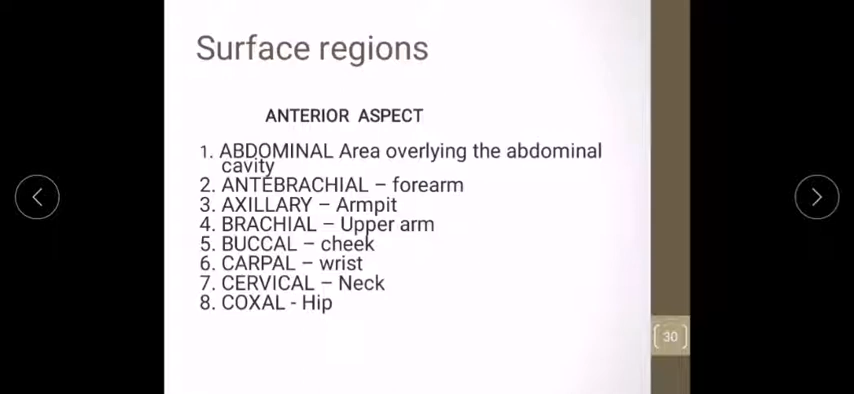 Surface regions
ANTERIOR ASPECT
1. ABDOMINAL Area overlying the abdominal
cavity
2. ANTEBRACHIAL – forearm
3. AXILLARY – Armpit
4. BRACHIAL – Upper arm
5. BUCCAL – cheek
6. CARPAL – wrist
7. CERVICAL – Neck
8. COXAL - Hip
30